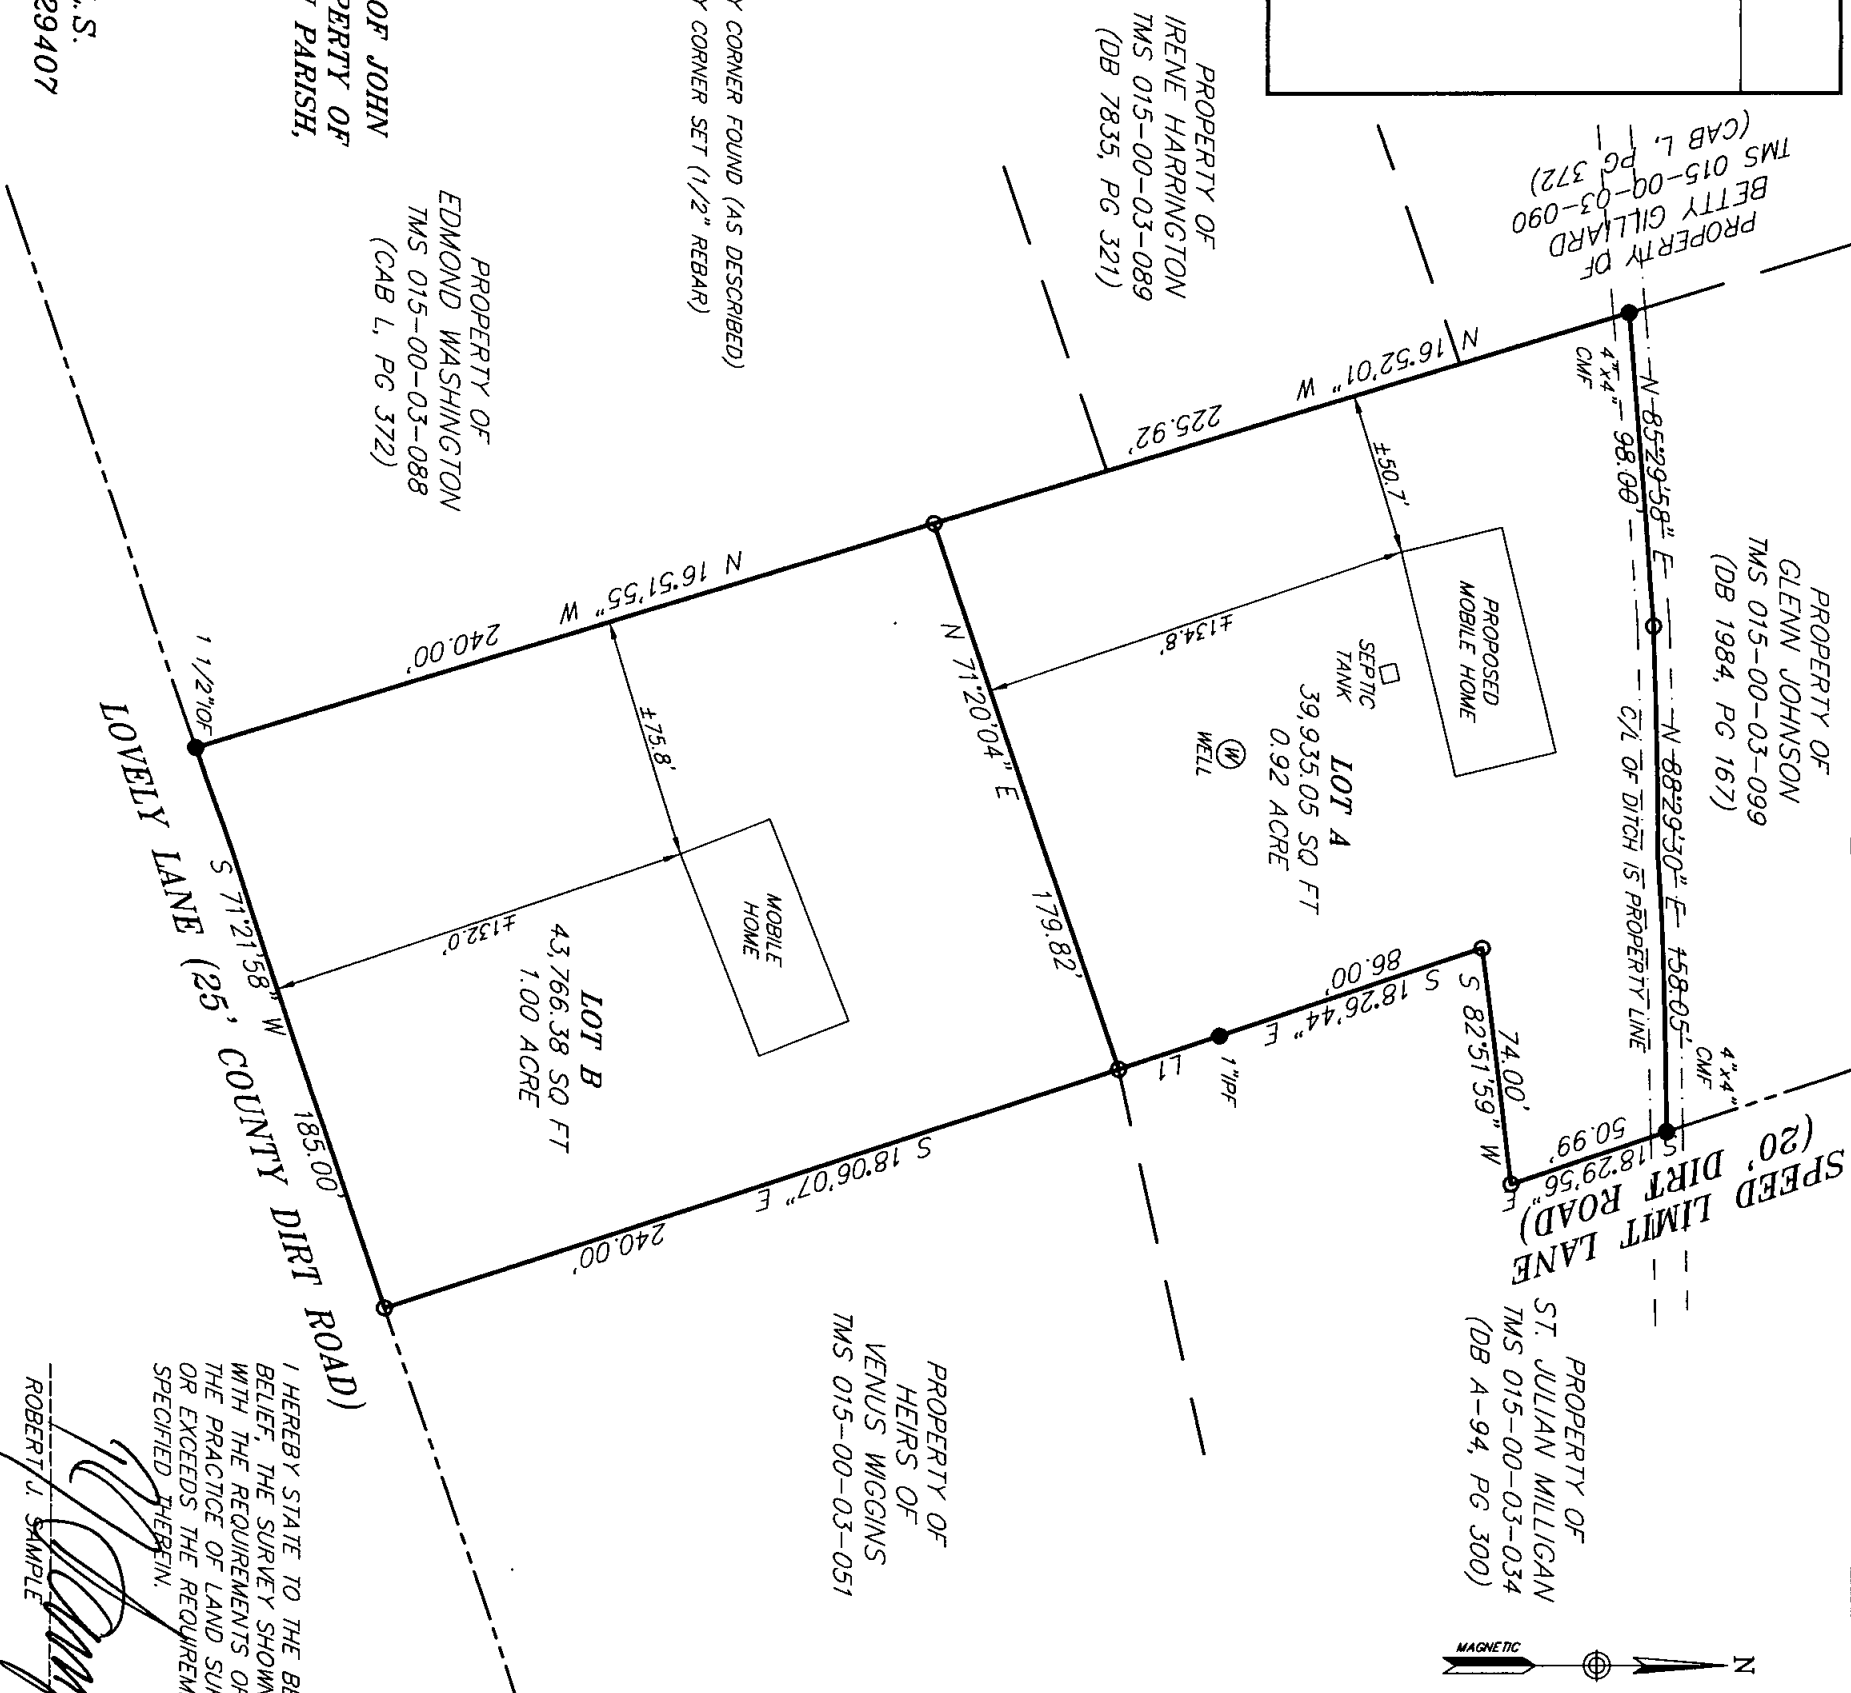 PROPERTY OF
BETTY GILLIARD
TMS 015-00-03-090
(CAB L, PG 372)
PROPERTY OF
GLENN JOHNSON
TMS 015-00-03-099
(DB 1984, PG 167)
PROPERTY OF
IRENE HARRINGTON
TMS 015-00-03-089
(DB 7835, PG 321)
PROPERTY OF
EDMOND WASHINGTON
TMS 015-00-03-088
(CAB L, PG 372)
Y CORNER FOUND (AS DESCRIBED)
Y CORNER SET (1/2" REBAR)
OF JOHN
PERTY OF
PARISH,
.S.
29407
4"x4"
CMF
N 85°29'58" E
98.00'
N 88°29'30" E 158.05'
C/L OF DITCH IS PROPERTY LINE
4"x4"
CMF
SPEED LIMIT LANE
(20' DIRT ROAD)
S 18°29'56" E
50.99'
74.00'
S 82°51'59" W
S 18°26'44" E
86.00'
1"IPF
L1
N 16°52'01" W
225.92'
±50.7'
±134.8'
PROPOSED
MOBILE HOME
SEPTIC
TANK
W
WELL
LOT A
39,935.05 SQ FT
0.92 ACRE
N 71°20'04" E
179.82'
N 16°51'55" W
240.00'
±75.8'
±132.0'
MOBILE
HOME
LOT B
43,766.38 SQ FT
1.00 ACRE
S 18°06'07" E
240.00'
1 1/2"IOF
S 71°21'58" W
185.00'
LOVELY LANE (25' COUNTY DIRT ROAD)
PROPERTY OF
ST. JULIAN MILLIGAN
TMS 015-00-03-034
(DB A-94, PG 300)
PROPERTY OF
HEIRS OF
VENUS WIGGINS
TMS 015-00-03-051
MAGNETIC
N
I HEREBY STATE TO THE BE
BELIEF, THE SURVEY SHOWN
WITH THE REQUIREMENTS OF
THE PRACTICE OF LAND SUR
OR EXCEEDS THE REQUIREM
SPECIFIED THEREIN.
ROBERT J. SAMPLE